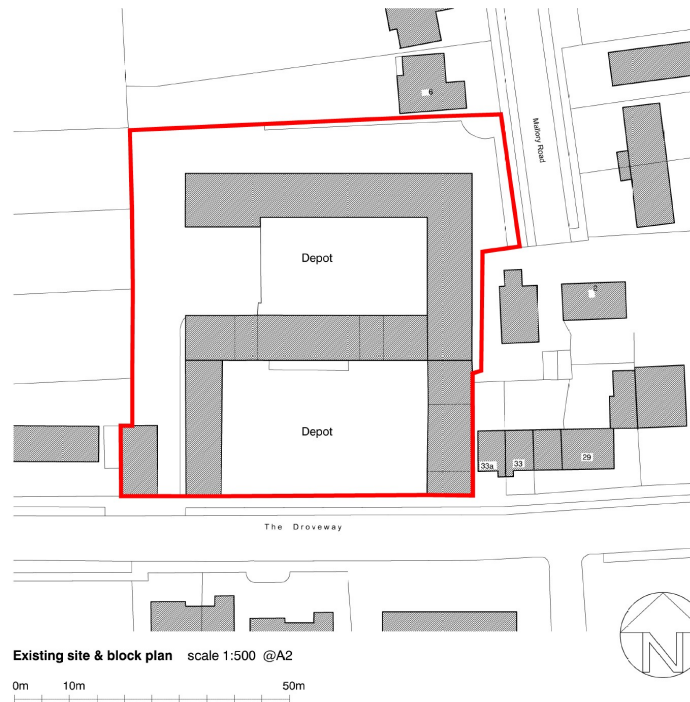 6
Mallory Road
Depot
2
Depot
33a 33 29
The Droveway
N
Existing site & block plan scale 1:500 @A2
0m 10m 50m